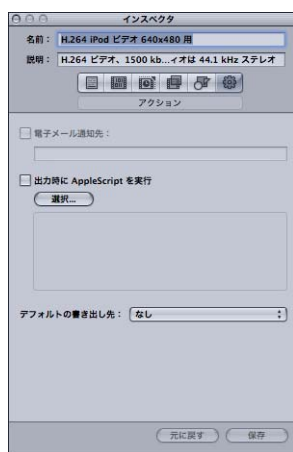 インスペクタ
名前： H.264 iPod ビデオ 640x480 用
説明： H.264 ビデオ、1500 kb...ィオは 44.1 kHz ステレオ
アクション
電子メール通知先：
出力時に AppleScript を実行
選択...
デフォルトの書き出し先： なし
元に戻す 保存